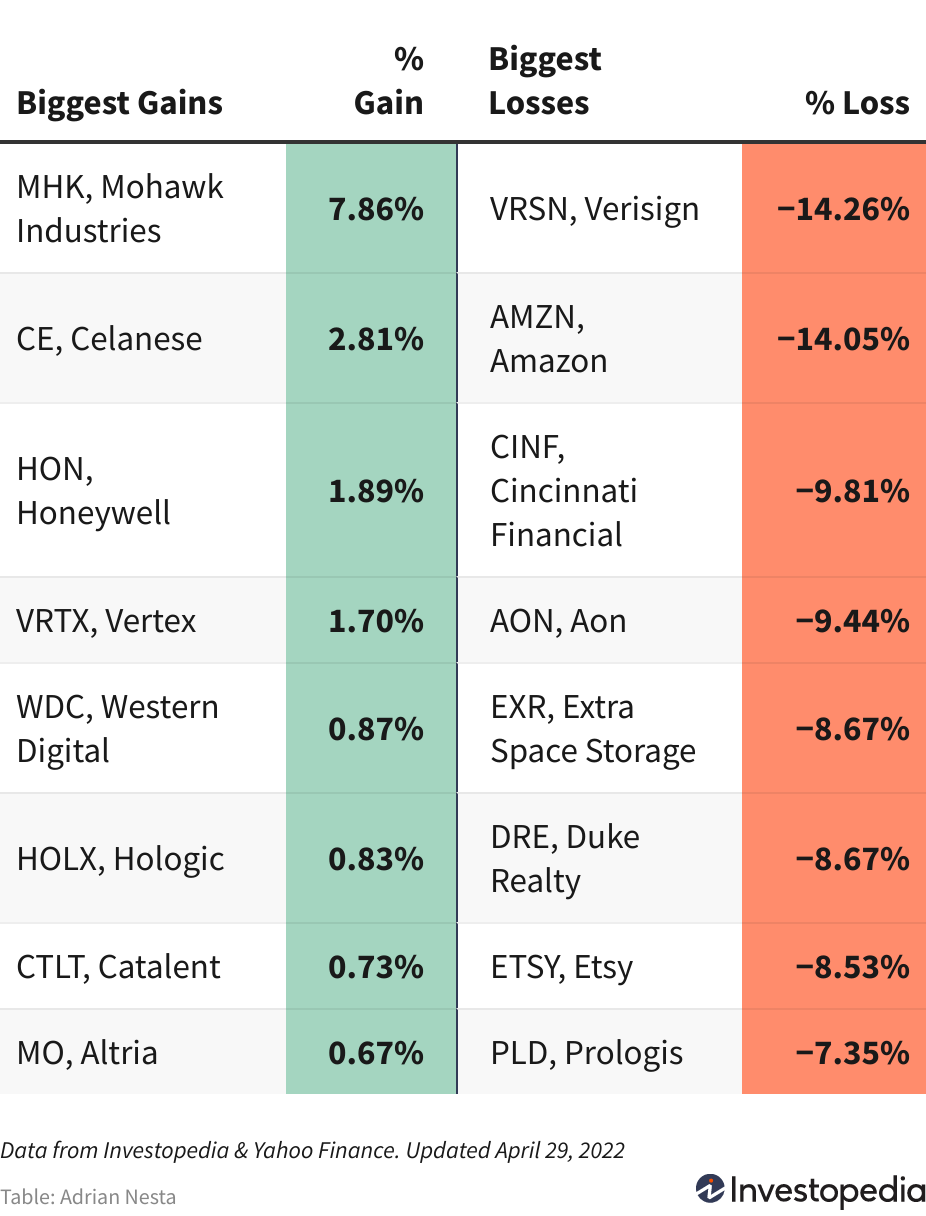 Biggest Gains % Gain Biggest Losses % Loss
MHK, Mohawk Industries 7.86% VRSN, Verisign −14.26%
CE, Celanese 2.81% AMZN, Amazon −14.05%
HON, Honeywell 1.89% CINF, Cincinnati Financial −9.81%
VRTX, Vertex 1.70% AON, Aon −9.44%
WDC, Western Digital 0.87% EXR, Extra Space Storage −8.67%
HOLX, Hologic 0.83% DRE, Duke Realty −8.67%
CTLT, Catalent 0.73% ETSY, Etsy −8.53%
MO, Altria 0.67% PLD, Prologis −7.35%
Data from Investopedia & Yahoo Finance. Updated April 29, 2022
Table: Adrian Nesta
Investopedia